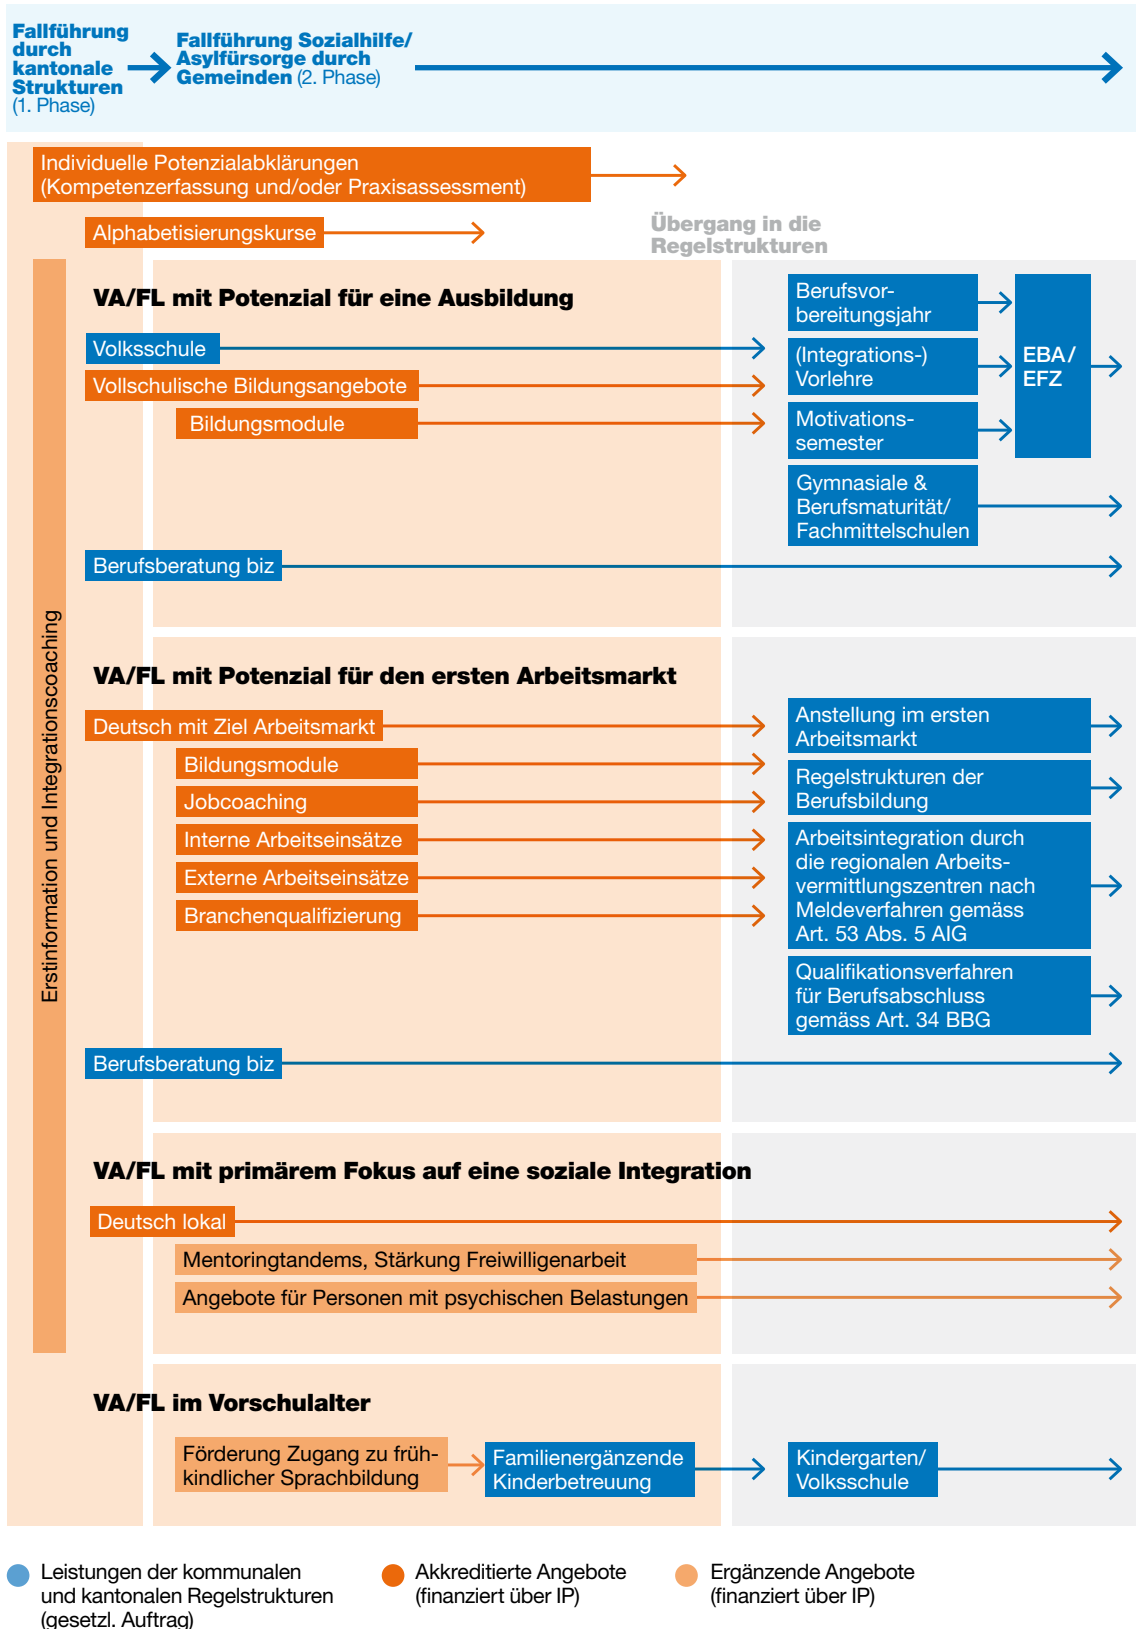 Fallführung
durch
kantonale
Strukturen
(1. Phase)
Fallführung Sozialhilfe/
Asylfürsorge durch
Gemeinden (2. Phase)
Individuelle Potenzialabklärungen
(Kompetenzerfassung und/oder Praxisassessment)
Alphabetisierungskurse
Übergang in die
Regelstrukturen
Erstinformation und Integrationscoaching
VA/FL mit Potenzial für eine Ausbildung
Volksschule
Vollschulische Bildungsangebote
Bildungsmodule
Berufsvor-
bereitungsjahr
(Integrations-)
Vorlehre
Motivations-
semester
EBA/
EFZ
Gymnasiale &
Berufsmaturität/
Fachmittelschulen
Berufsberatung biz
VA/FL mit Potenzial für den ersten Arbeitsmarkt
Deutsch mit Ziel Arbeitsmarkt
Bildungsmodule
Jobcoaching
Interne Arbeitseinsätze
Externe Arbeitseinsätze
Branchenqualifizierung
Anstellung im ersten
Arbeitsmarkt
Regelstrukturen der
Berufsbildung
Arbeitsintegration durch
die regionalen Arbeits-
vermittlungszentren nach
Meldeverfahren gemäss
Art. 53 Abs. 5 AIG
Qualifikationsverfahren
für Berufsabschluss
gemäss Art. 34 BBG
Berufsberatung biz
VA/FL mit primärem Fokus auf eine soziale Integration
Deutsch lokal
Mentoringtandems, Stärkung Freiwilligenarbeit
Angebote für Personen mit psychischen Belastungen
VA/FL im Vorschulalter
Förderung Zugang zu früh-
kindlicher Sprachbildung
Familienergänzende
Kinderbetreuung
Kindergarten/
Volksschule
Leistungen der kommunalen
und kantonalen Regelstrukturen
(gesetzl. Auftrag)
Akkreditierte Angebote
(finanziert über IP)
Ergänzende Angebote
(finanziert über IP)